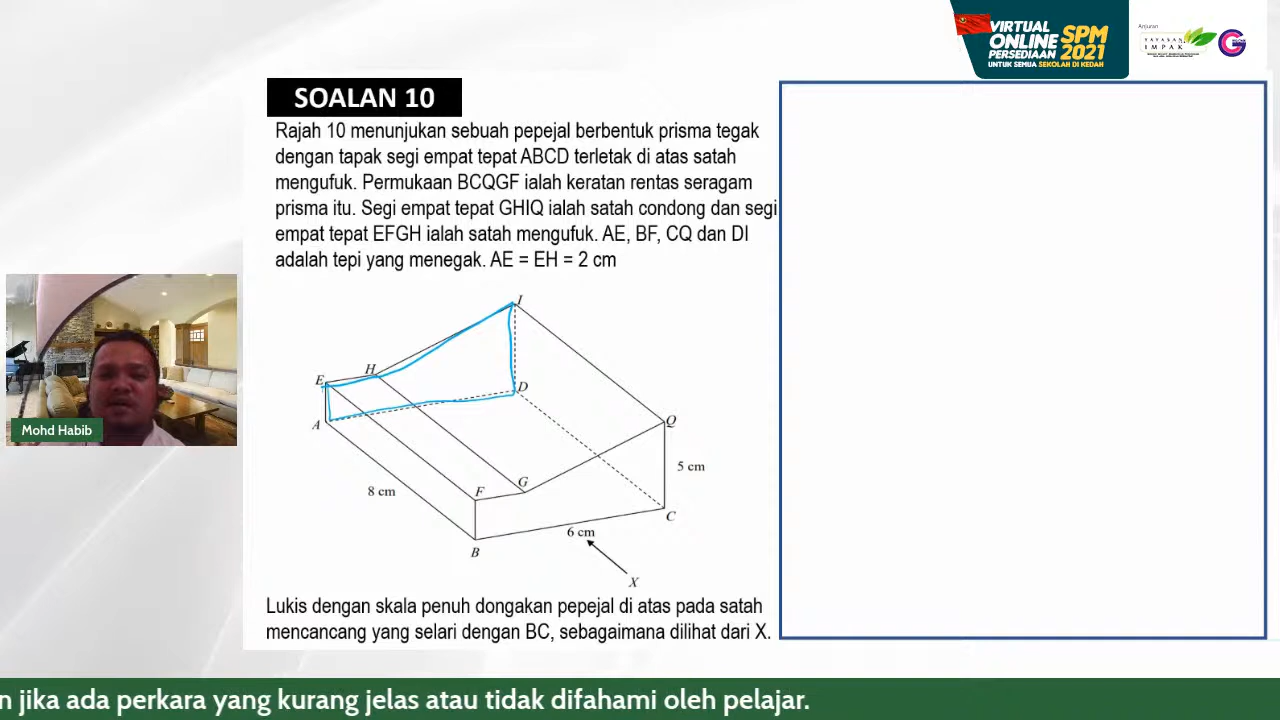 VIRTUAL
ONLINE
PERSEDIAAN
SPM
2021
UNTUK SEMUA SEKOLAH DI KEDAH
Anjuran
YAYASAN
IMPAK
G
SOALAN 10
Rajah 10 menunjukan sebuah pepejal berbentuk prisma tegak
dengan tapak segi empat tepat ABCD terletak di atas satah
mengufuk. Permukaan BCQGF ialah keratan rentas seragam
prisma itu. Segi empat tepat GHIQ ialah satah condong dan segi
empat tepat EFGH ialah satah mengufuk. AE, BF, CQ dan DI
adalah tepi yang menegak. AE = EH = 2 cm
I
H
E
D
A
Q
5 cm
G
F
8 cm
C
6 cm
B
X
Mohd Habib
Lukis dengan skala penuh dongakan pepejal di atas pada satah
mencancang yang selari dengan BC, sebagaimana dilihat dari X.
n jika ada perkara yang kurang jelas atau tidak difahami oleh pelajar.